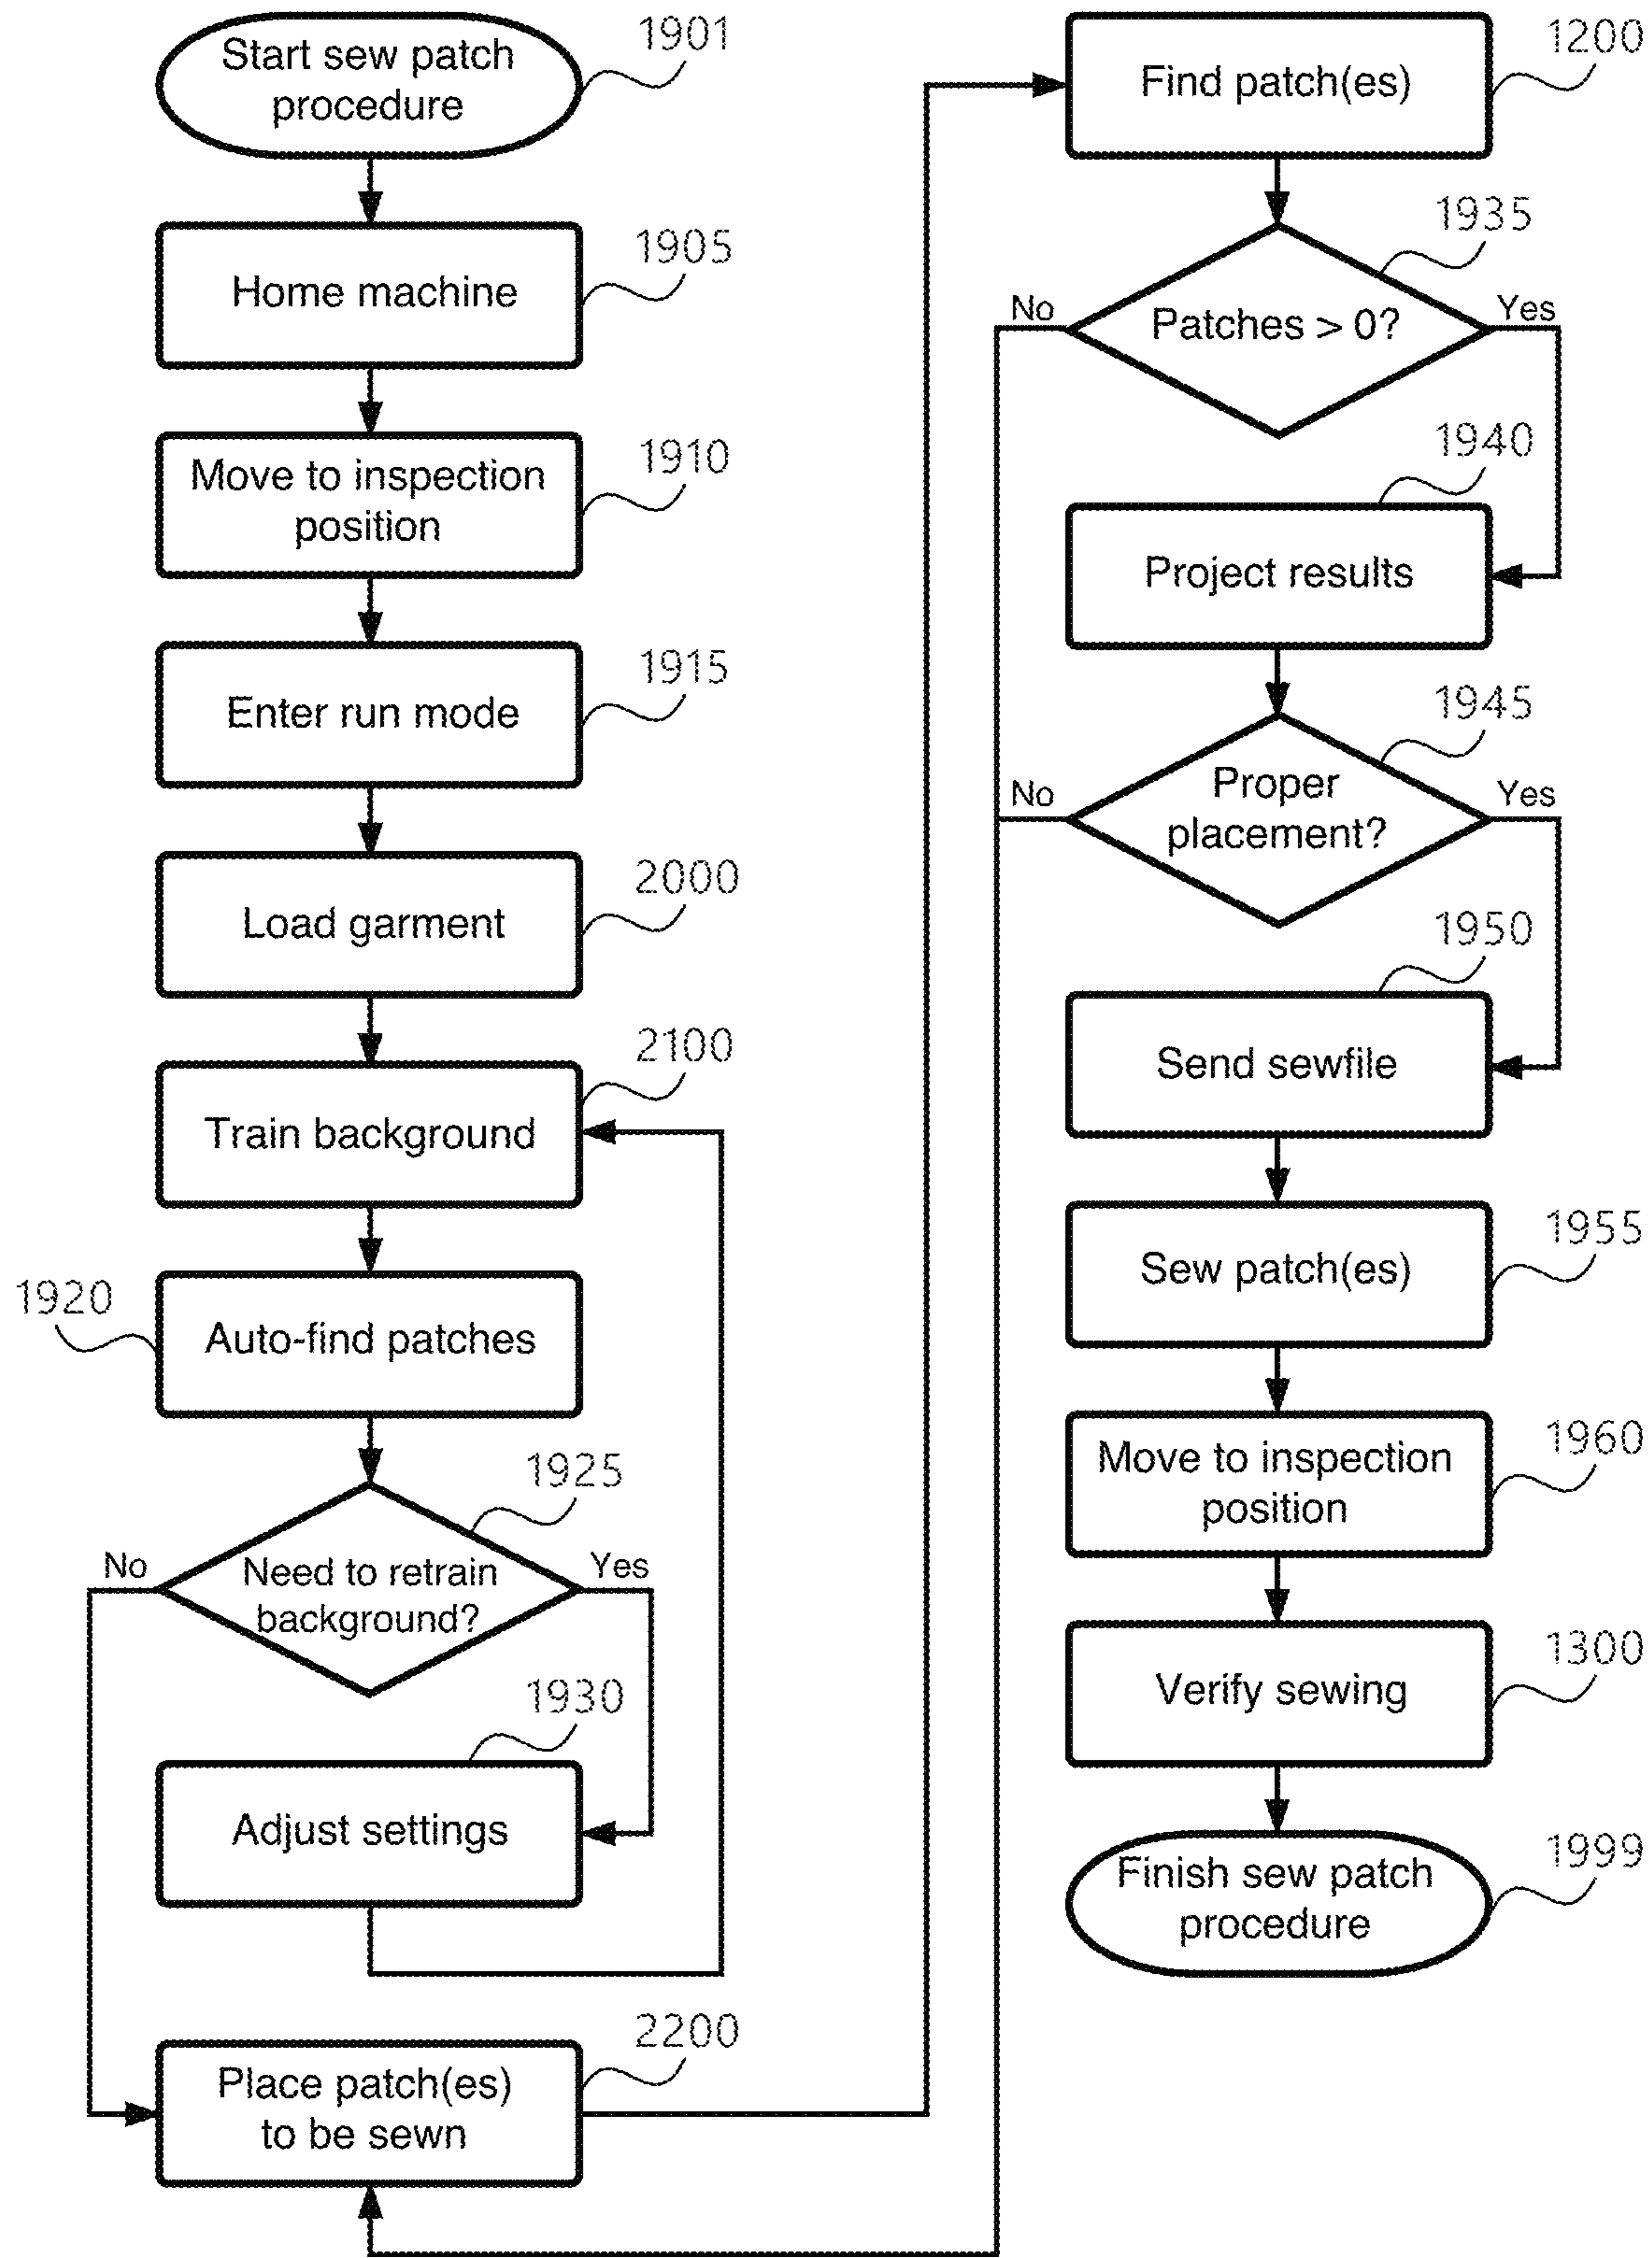 Start sew patch
procedure
1901
Home machine
1905
Move to inspection
position
1910
Enter run mode
1915
Load garment
2000
Train background
2100
Auto-find patches
1920
Need to retrain
background?
1925
No
Yes
Adjust settings
1930
Place patch(es)
to be sewn
2200
Find patch(es)
1200
Patches > 0?
1935
No
Yes
Project results
1940
Proper
placement?
1945
No
Yes
Send sewfile
1950
Sew patch(es)
1955
Move to inspection
position
1960
Verify sewing
1300
Finish sew patch
procedure
1999